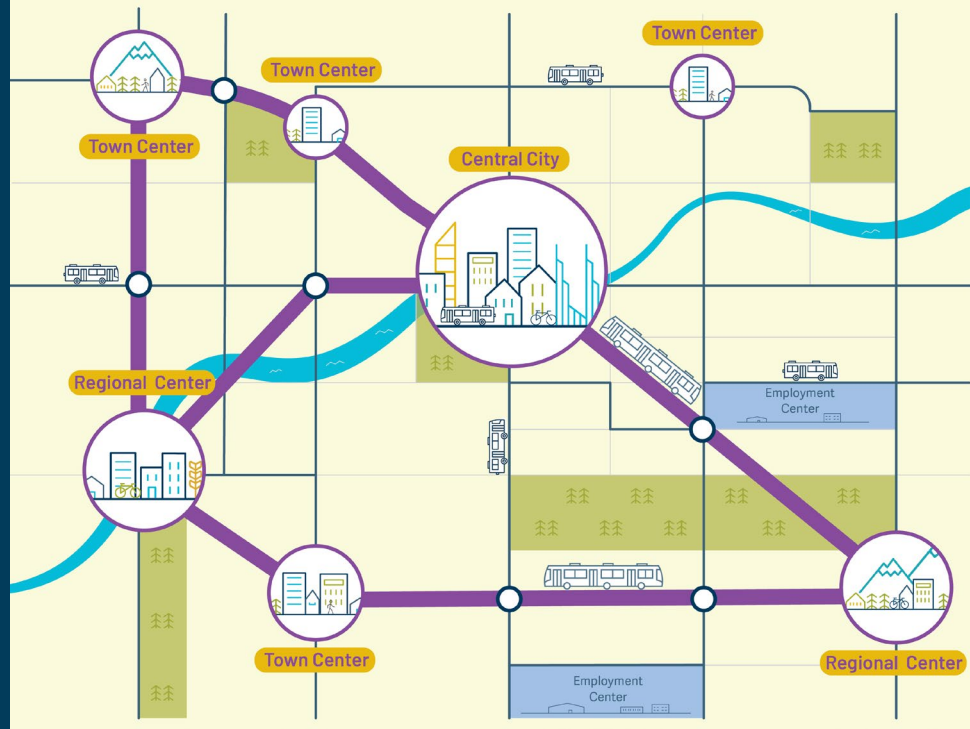 Town Center
Town Center
Town Center
Central City
Regional Center
Employment
Center
Town Center
Regional Center
Employment
Center